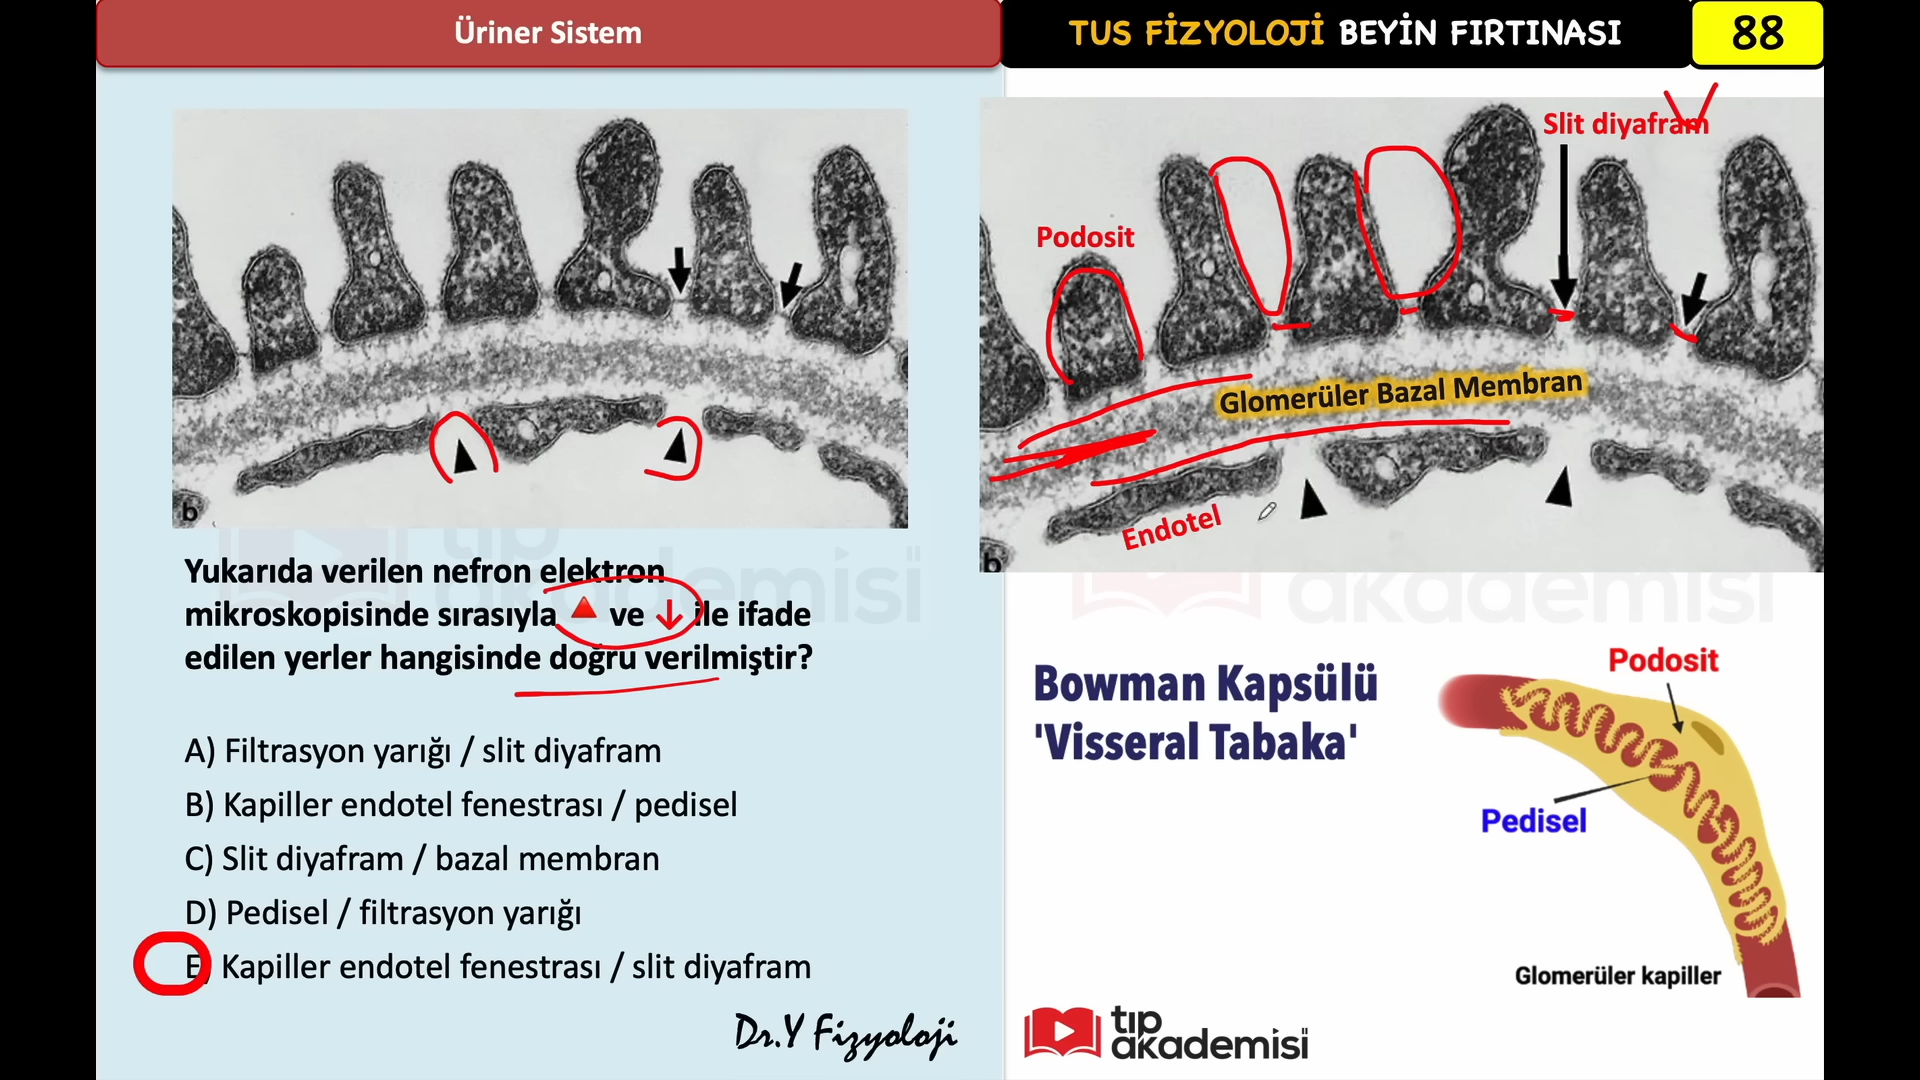 Üriner Sistem
TUS FİZYOLOJİ BEYİN FIRTINASI
88
b
Yukarıda verilen nefron elektron
mikroskopisinde sırasıyla 🔺 ve ↓ ile ifade
edilen yerler hangisinde doğru verilmiştir?
A) Filtrasyon yarığı / slit diyafram
B) Kapiller endotel fenestrası / pedisel
C) Slit diyafram / bazal membran
D) Pedisel / filtrasyon yarığı
E) Kapiller endotel fenestrası / slit diyafram
Dr.Y Fizyoloji
Slit diyafram
Podosit
Glomerüler Bazal Membran
Endotel
b
Bowman Kapsülü
'Visseral Tabaka'
Podosit
Pedisel
Glomerüler kapiller
tıp
akademisi
tıp
akademisi
akademisi